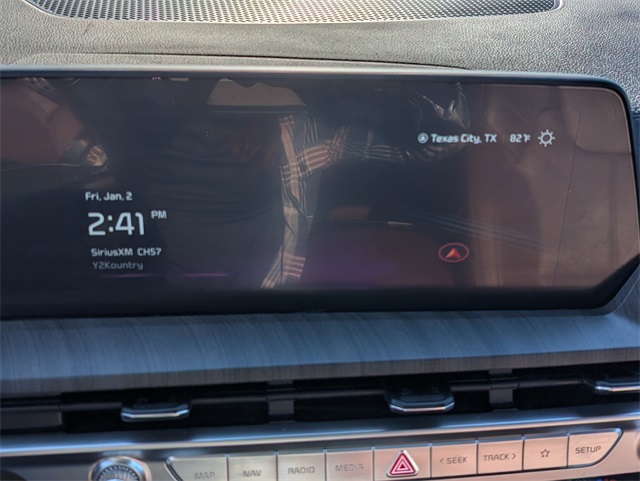 Texas City, TX 82°F
Fri, Jan. 2
2:41 PM
SiriusXM CH57
Y2Kountry
MAP NAV RADIO MEDIA < SEEK TRACK > SETUP